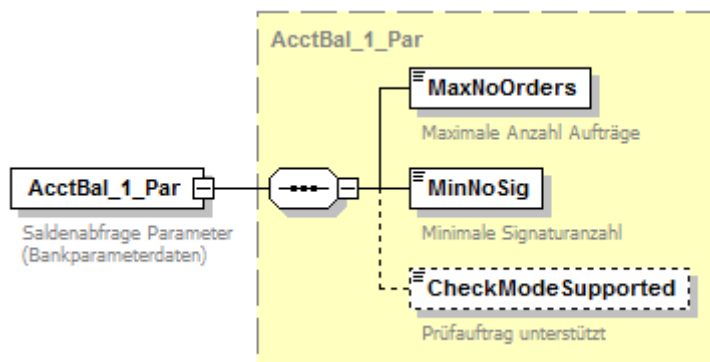 AcctBal_1_Par
MaxNoOrders
Maximale Anzahl Aufträge
AcctBal_1_Par
Saldenabfrage Parameter
(Bankparameterdaten)
MinNoSig
Minimale Signaturanzahl
CheckModeSupported
Prüfauftrag unterstützt